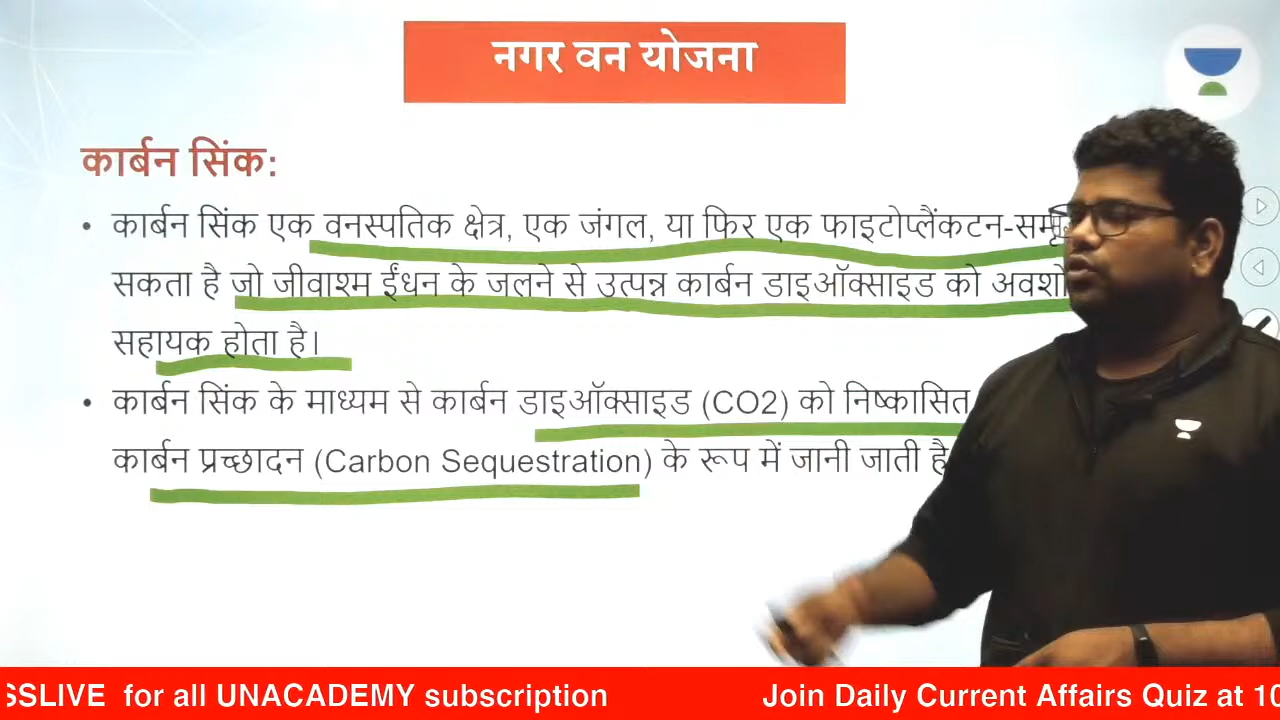 नगर वन योजना
कार्बन सिंक:
• कार्बन सिंक एक वनस्पतिक क्षेत्र, एक जंगल, या फिर एक फाइटोप्लैंकटन-
सकता है जो जीवाश्म ईंधन के जलने से उत्पन्न कार्बन डाइऑक्साइड को
सहायक होता है।
• कार्बन सिंक के माध्यम से कार्बन डाइऑक्साइड (CO2) को निष्कासित
कार्बन प्रच्छादन (Carbon Sequestration) के रूप में जानी जाती है
SSLIVE for all UNACADEMY subscription
Join Daily Current Affairs Quiz at 10